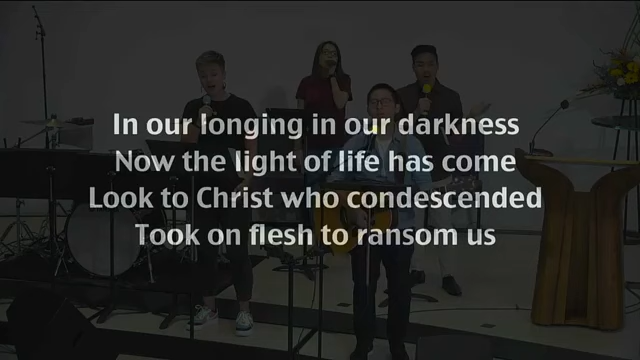 In our longing in our darkness
Now the light of life has come
Look to Christ who condescended
Took on flesh to ransom us